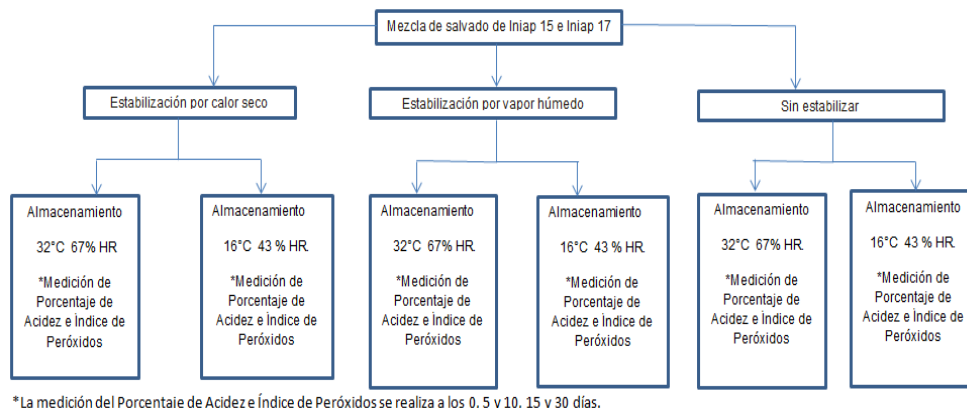 Mezcla de salvado de Iniap 15 e Iniap 17
Estabilización por calor seco
Estabilización por vapor húmedo
Sin estabilizar
Almacenamiento
32°C 67% HR
*Medición de
Porcentaje de
Acidez e Índice de
Peróxidos
Almacenamiento
16°C 43 % HR.
*Medición de
Porcentaje de
Acidez e Índice de
Peróxidos
Almacenamiento
32°C 67% HR.
*Medición de
Porcentaje de
Acidez e Índice de
Peróxidos
Almacenamiento
16°C 43 % HR.
*Medición de
Porcentaje de
Acidez e Índice de
Peróxidos
Almacenamiento
32°C 67% HR.
*Medición de
Porcentaje de
Acidez e Índice de
Peróxidos
Almacenamiento
16°C 43 % HR.
*Medición de
Porcentaje de
Acidez e Índice de
Peróxidos
*La medición del Porcentaje de Acidez e Índice de Peróxidos se realiza a los 0, 5 y 10, 15 y 30 días.